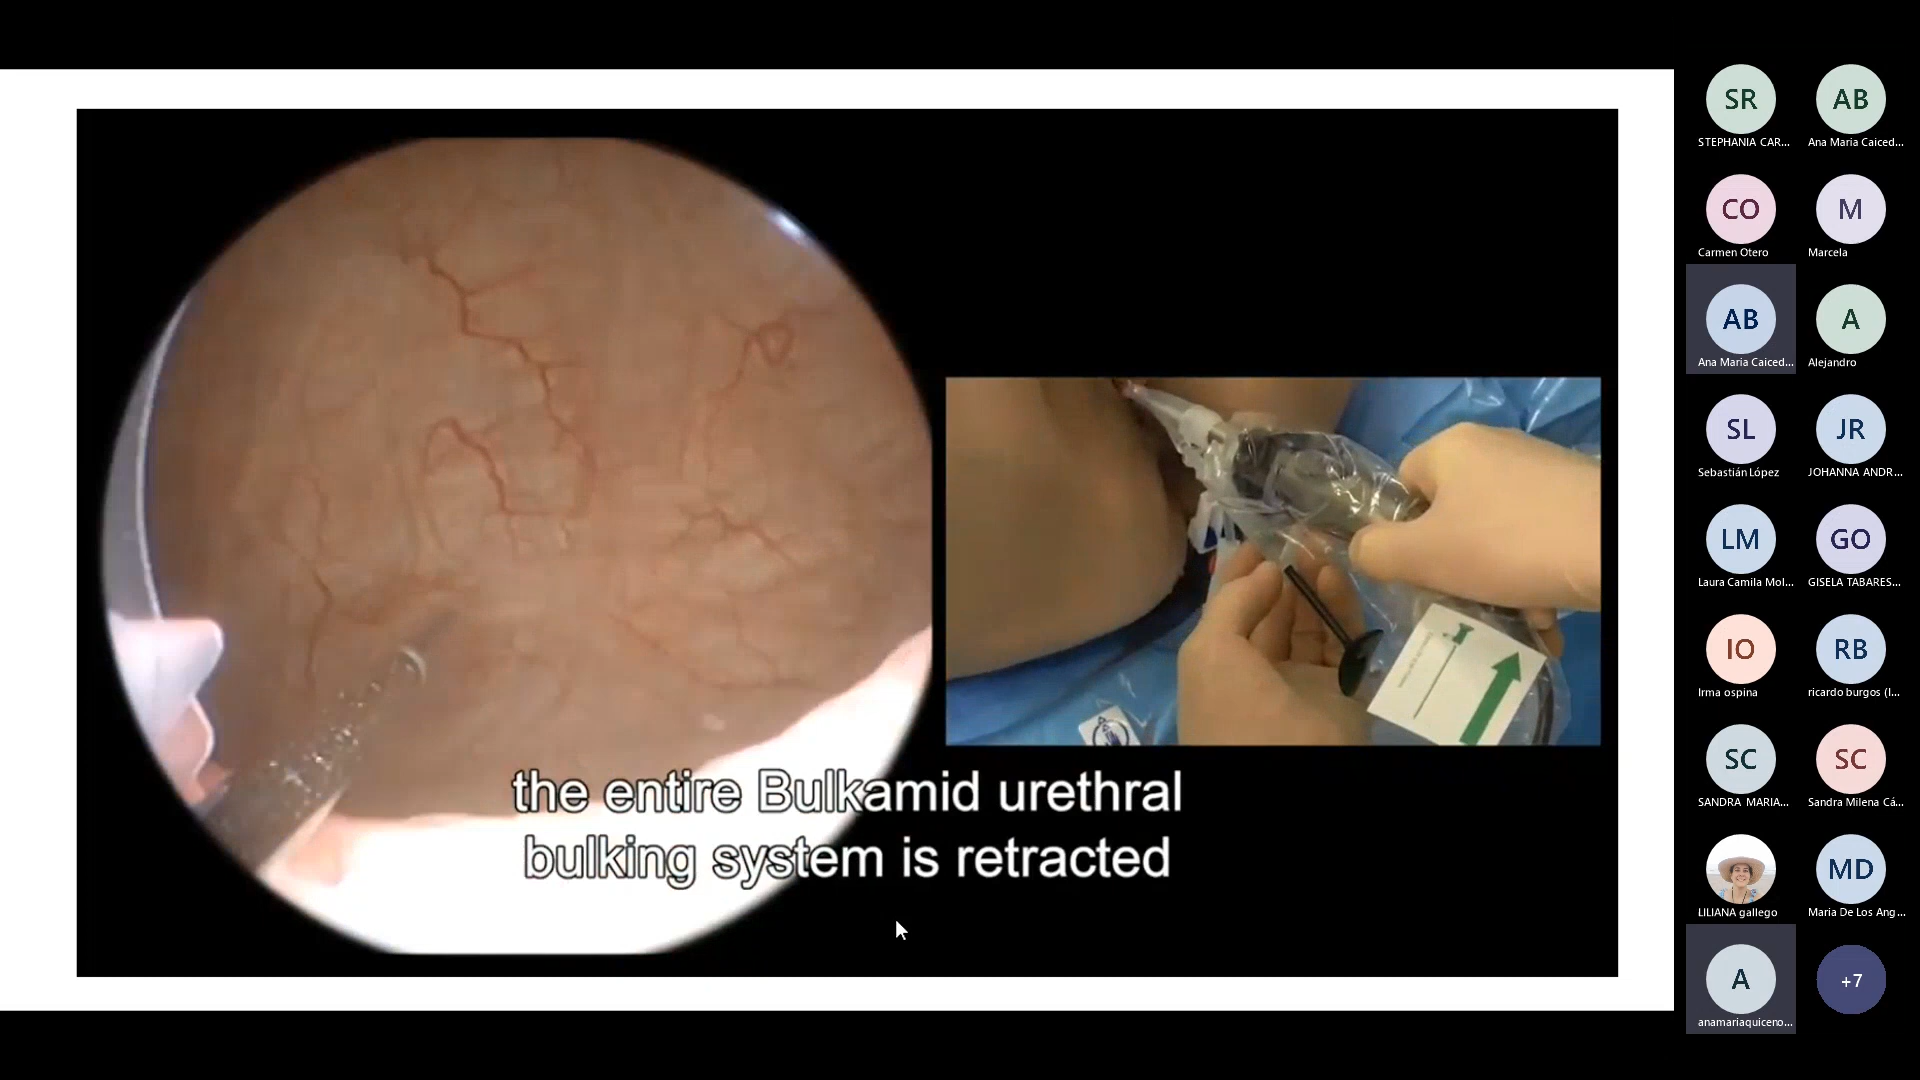 the entire Bulkamid urethral
bulking system is retracted
SR
AB
STEPHANIA CAR...
Ana Maria Caiced...
CO
M
Carmen Otero
Marcela
AB
A
Ana Maria Caiced...
Alejandro
SL
JR
Sebastián López
JOHANNA ANDR...
LM
GO
Laura Camila Mol...
GISELA TABARES...
IO
RB
Irma ospina
ricardo burgos (I...
SC
SC
SANDRA MARIA...
Sandra Milena Cá...
MD
LILIANA gallego
Maria De Los Ang...
A
+7
anamariaquiceno...